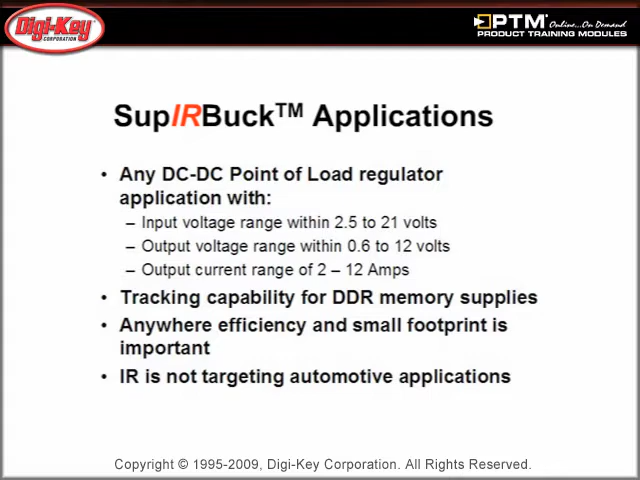 Digi-Key
CORPORATION
PTM Online...On Demand
PRODUCT TRAINING MODULES
SupIRBuck™ Applications
• Any DC-DC Point of Load regulator
application with:
– Input voltage range within 2.5 to 21 volts
– Output voltage range within 0.6 to 12 volts
– Output current range of 2 – 12 Amps
• Tracking capability for DDR memory supplies
• Anywhere efficiency and small footprint is
important
• IR is not targeting automotive applications
Copyright © 1995-2009, Digi-Key Corporation. All Rights Reserved.